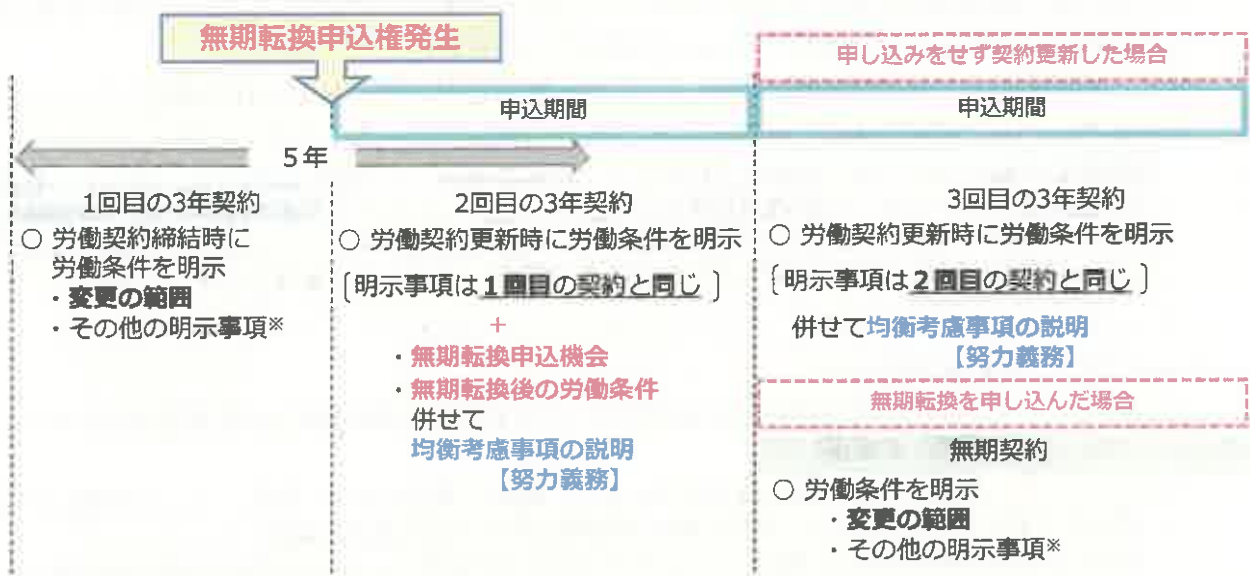 無期転換申込権発生
申し込みをせず契約更新した場合
申込期間
申込期間
5年
1回目の3年契約
○ 労働契約締結時に
労働条件を明示
・変更の範囲
・その他の明示事項※
2回目の3年契約
○ 労働契約更新時に労働条件を明示
〔明示事項は１回目の契約と同じ〕
+
・無期転換申込機会
・無期転換後の労働条件
併せて
均衡考慮事項の説明
【努力義務】
3回目の3年契約
○ 労働契約更新時に労働条件を明示
〔明示事項は２回目の契約と同じ〕
併せて均衡考慮事項の説明
【努力義務】
無期転換を申し込んだ場合
無期契約
○ 労働条件を明示
・変更の範囲
・その他の明示事項※